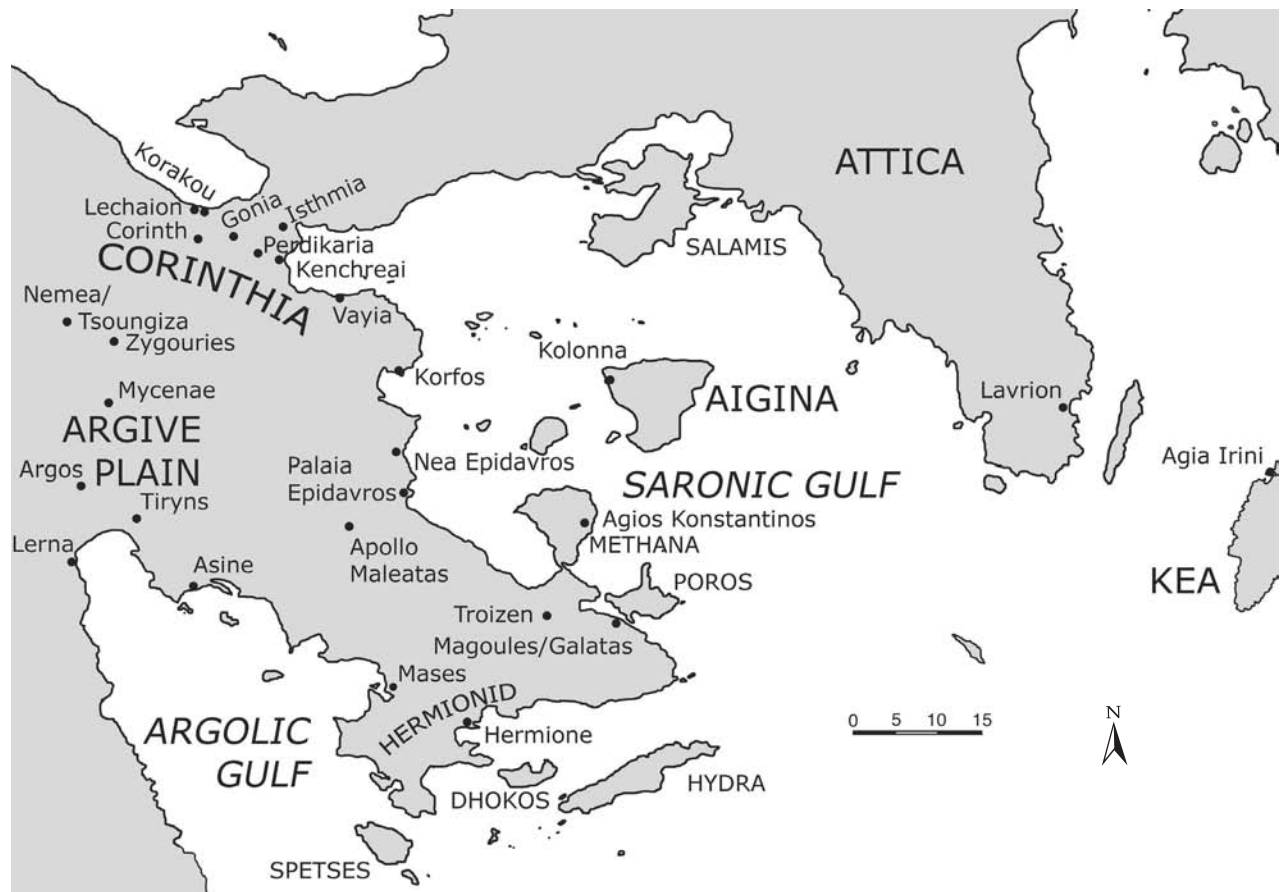 Korakou
Lechaion
Gonia
Isthmia
Corinth
Perdikaria
CORINTHIA
Kenchreai
Vayia
Nemea/
Tsoungiza
Zygouries
Korfos
Mycenae
ARGIVE
PLAIN
Argos
Tiryns
Lerna
Asine
Palaia
Epidavros
Nea Epidavros
Apollo
Maleatas
ATTICA
SALAMIS
Kolonna
AIGINA
Lavrion
SARONIC GULF
Agia Irini
Agios Konstantinos
METHANA
POROS
KEA
Troizen
Magoules/Galatas
Mases
HERMIONID
Hermione
ARGOLIC
GULF
DHOKOS
HYDRA
SPETSES
0 5 10 15
N